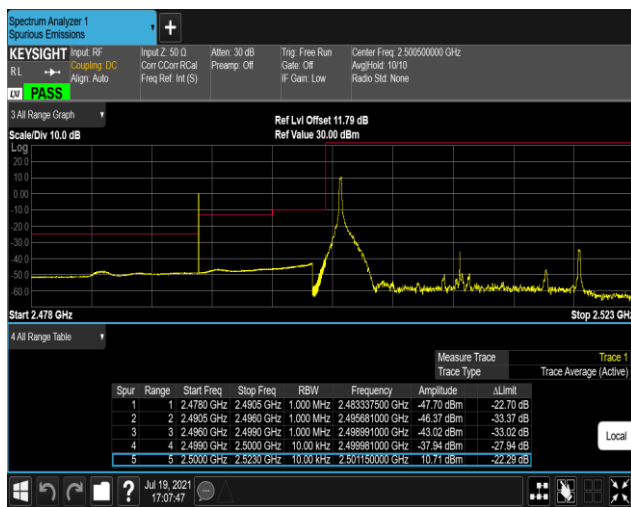 Spectrum Analyzer 1
Spurious Emissions
KEYSIGHT Input: RF Input Z: 50 Ω Atten: 30 dB Trig: Free Run Center Freq: 2.500500000 GHz
RL Coupling: DC Corr CCorr RCal Preamp: Off Gate: Off Avg|Hold: 10/10
Align: Auto Freq Ref: Int (S) IF Gain: Low Radio Std: None
LXI PASS
3 All Range Graph
Ref Lvl Offset 11.79 dB
Scale/Div 10.0 dB Ref Value 30.00 dBm
Log
20.0
10.0
0.00
-10.0
-20.0
-30.0
-40.0
-50.0
-60.0
Start 2.478 GHz Stop 2.523 GHz
4 All Range Table
Measure Trace Trace 1
Trace Type Trace Average (Active)
Spur Range Start Freq Stop Freq RBW Frequency Amplitude ΔLimit
1 1 2.4780 GHz 2.4905 GHz 1.000 MHz 2.483337500 GHz -47.70 dBm -22.70 dB
2 2 2.4905 GHz 2.4960 GHz 1.000 MHz 2.495681000 GHz -46.37 dBm -33.37 dB
3 3 2.4960 GHz 2.4990 GHz 1.000 MHz 2.498991000 GHz -43.02 dBm -33.02 dB
4 4 2.4990 GHz 2.5000 GHz 10.00 kHz 2.499981000 GHz -37.94 dBm -27.94 dB
5 5 2.5000 GHz 2.5230 GHz 10.00 kHz 2.501150000 GHz 10.71 dBm -22.29 dB
Local
Jul 19, 2021
17:07:47